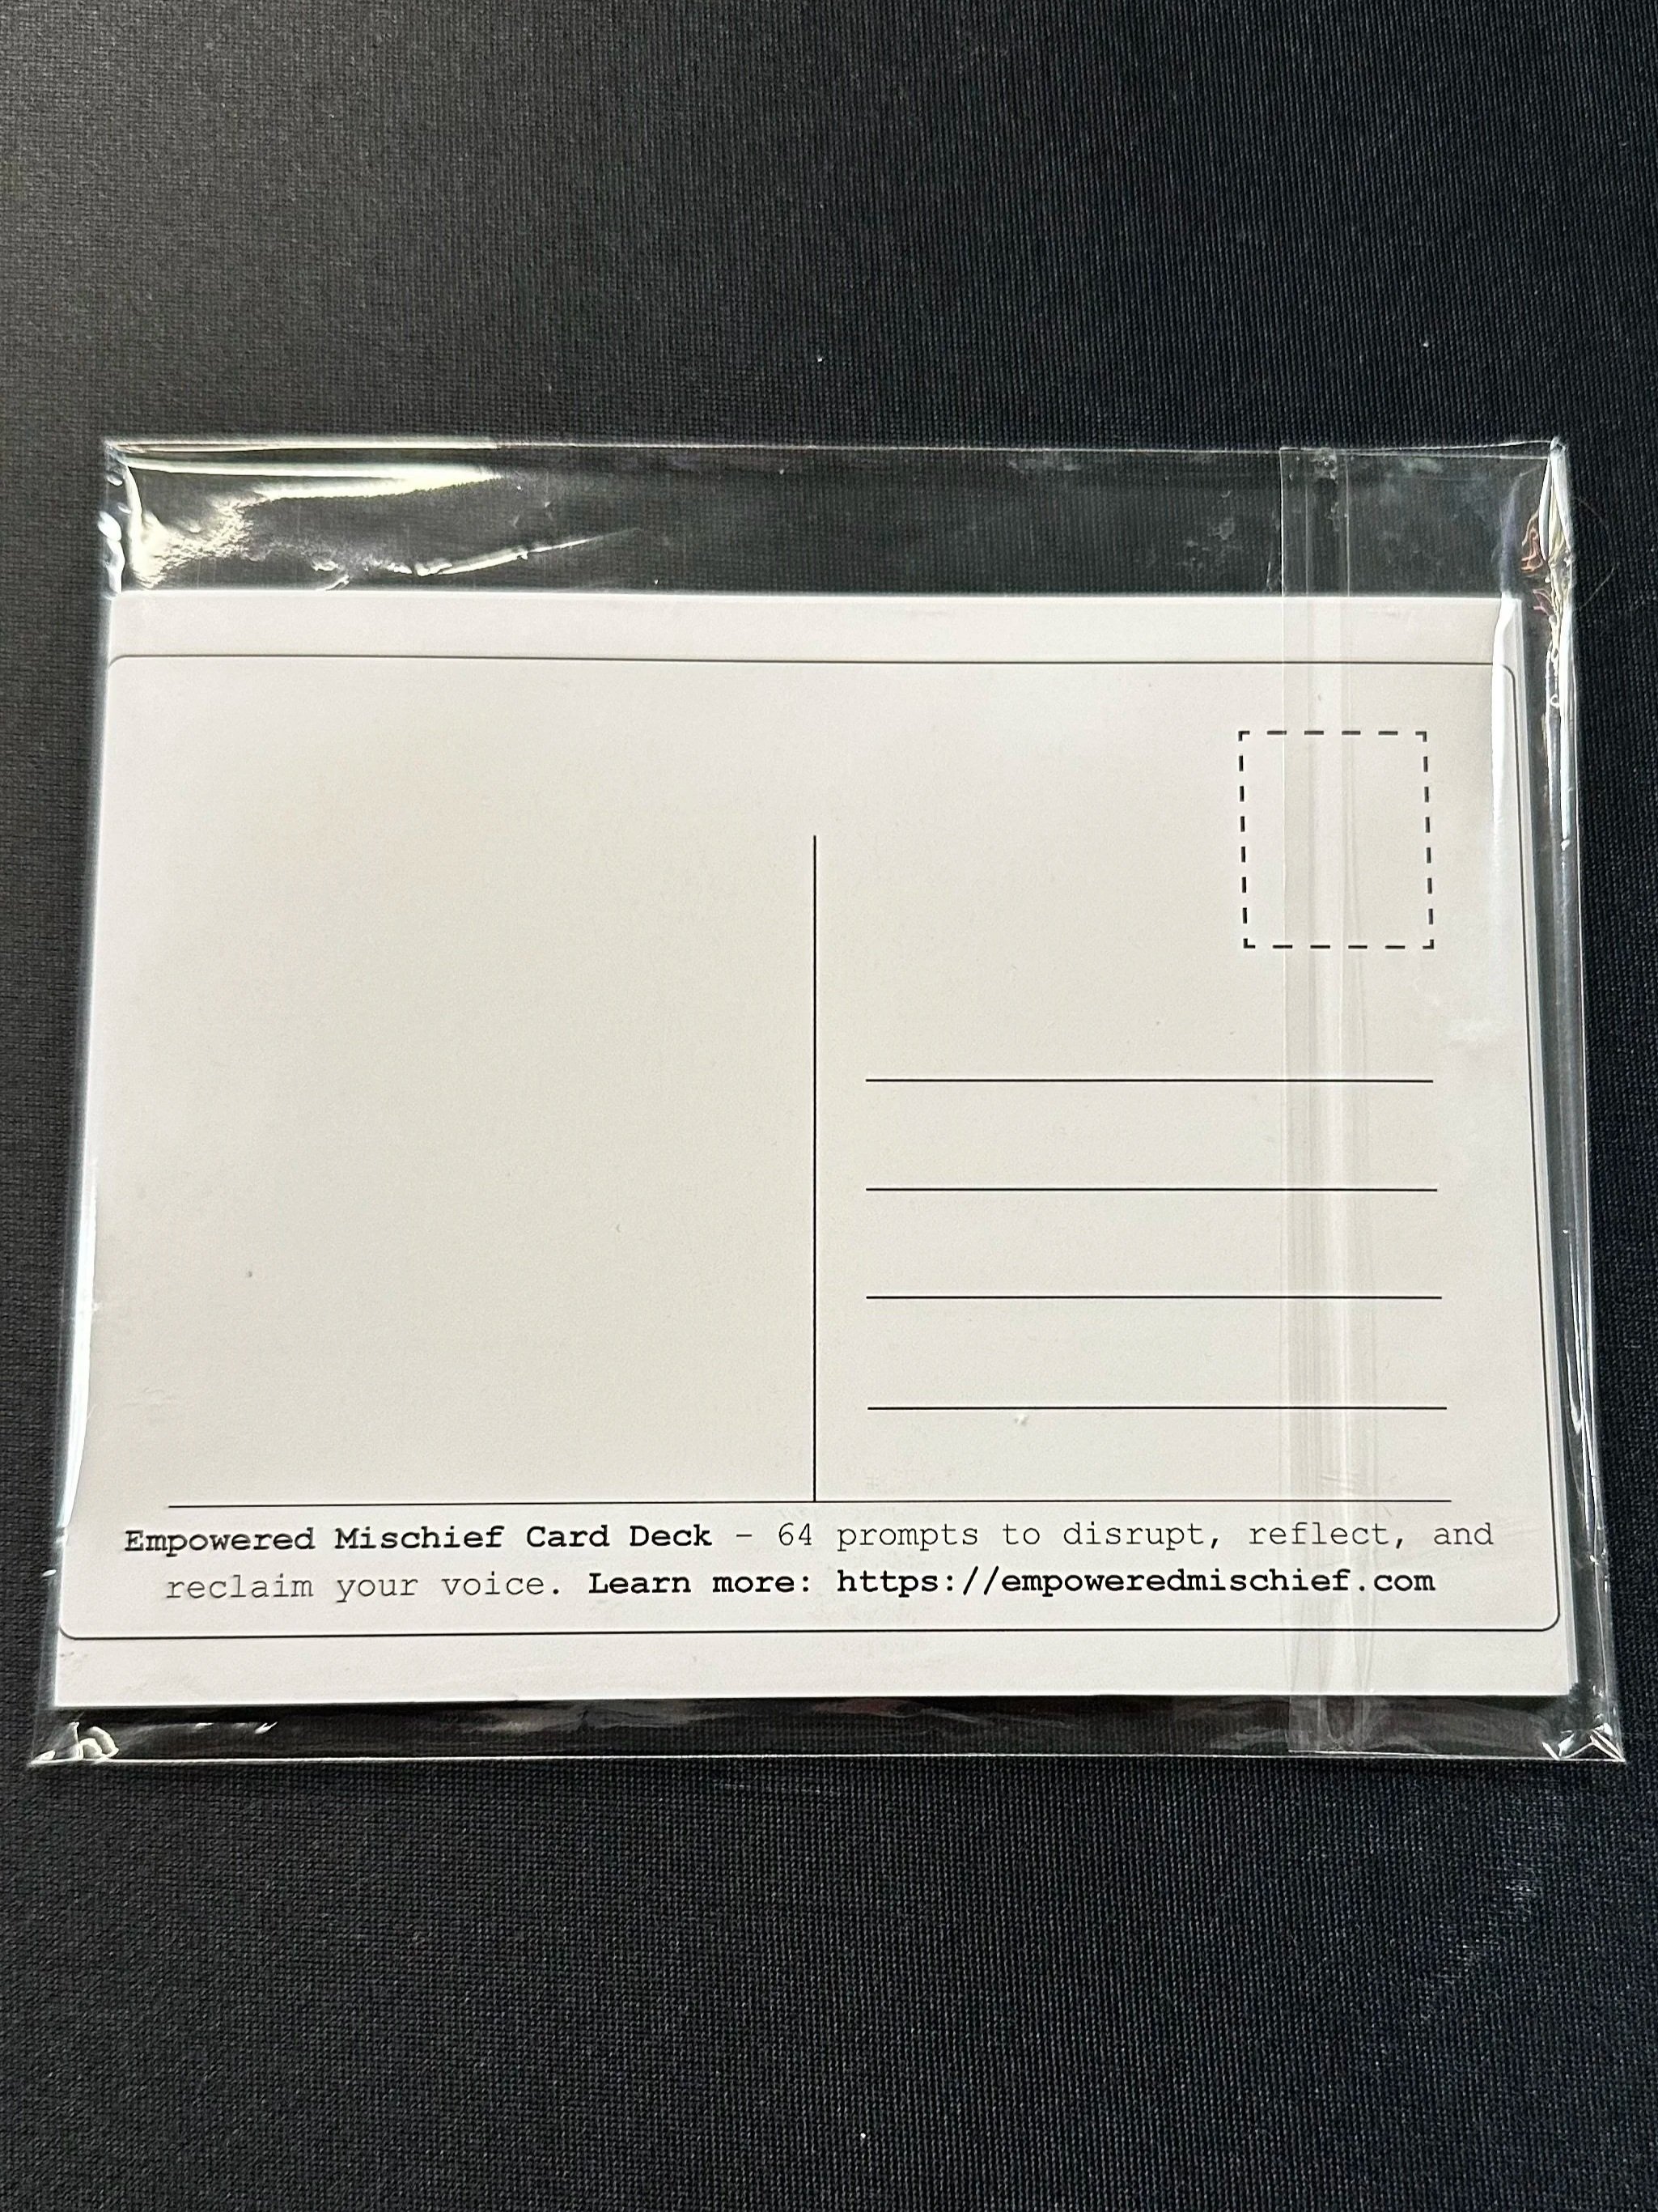 Empowered Mischief Card Deck – 64 prompts to disrupt, reflect, and
reclaim your voice. Learn more: https://empoweredmischief.com